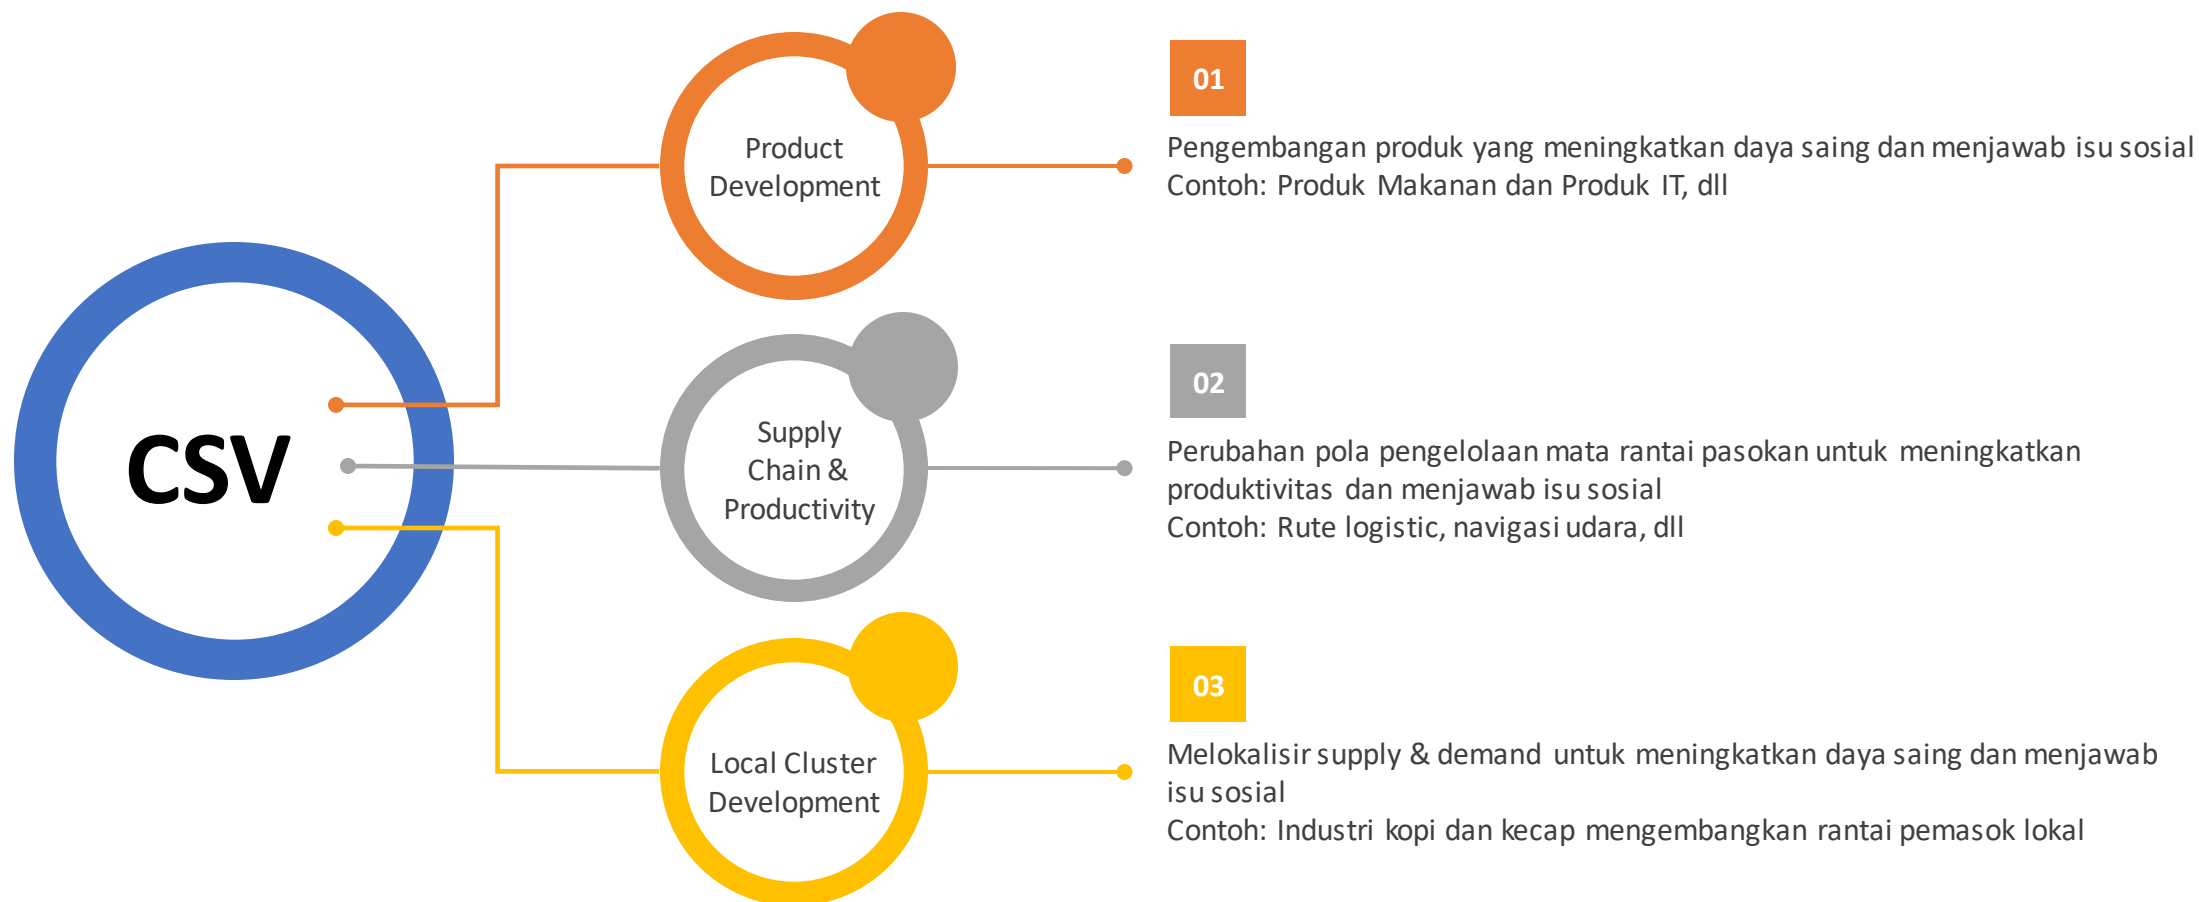 CSV
Product
Development
01
Pengembangan produk yang meningkatkan daya saing dan menjawab isu sosial
Contoh: Produk Makanan dan Produk IT, dll
Supply
Chain &
Productivity
02
Perubahan pola pengelolaan mata rantai pasokan untuk meningkatkan
produktivitas dan menjawab isu sosial
Contoh: Rute logistic, navigasi udara, dll
Local Cluster
Development
03
Melokalisir supply & demand untuk meningkatkan daya saing dan menjawab
isu sosial
Contoh: Industri kopi dan kecap mengembangkan rantai pemasok lokal